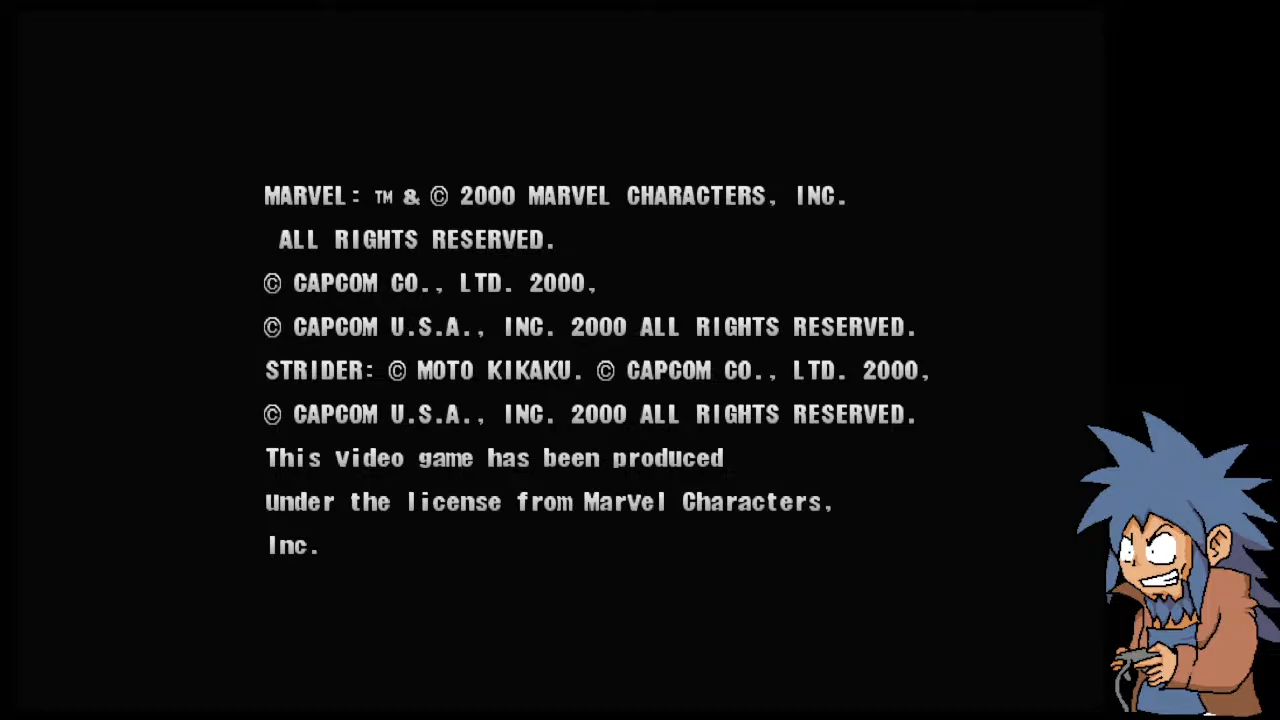 MARVEL: ™ & © 2000 MARVEL CHARACTERS, INC.
ALL RIGHTS RESERVED.
© CAPCOM CO., LTD. 2000,
© CAPCOM U.S.A., INC. 2000 ALL RIGHTS RESERVED.
STRIDER: © MOTO KIKAKU. © CAPCOM CO., LTD. 2000,
© CAPCOM U.S.A., INC. 2000 ALL RIGHTS RESERVED.
This video game has been produced
under the license from Marvel Characters,
Inc.